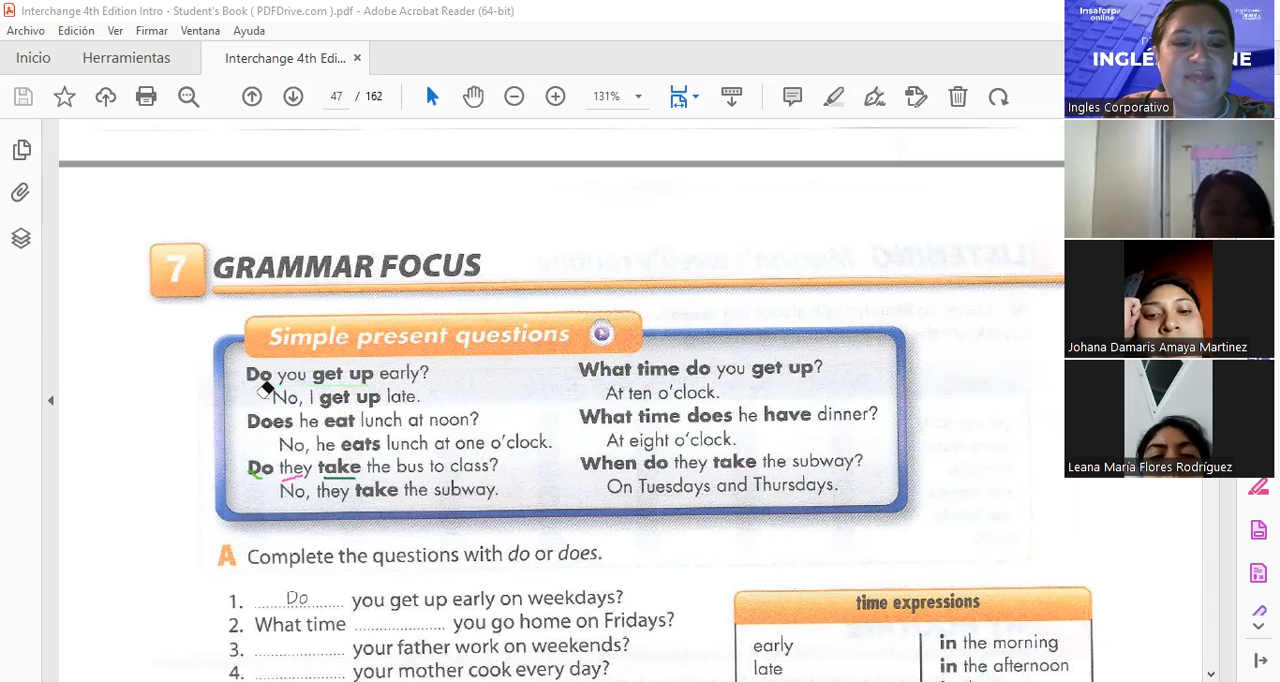 Interchange 4th Edition Intro - Student's Book ( PDFDrive.com ).pdf - Adobe Acrobat Reader (64-bit)
Archivo Edición Ver Firmar Ventana Ayuda
Inicio Herramientas Interchange 4th Edi... ×
47 / 162 131%
Insaforp
online
INGLÉ NE
Ingles Corporativo
Johana Damaris Amaya Martinez
Leana María Flores Rodríguez
7 GRAMMAR FOCUS
Simple present questions
Do you get up early?
No, I get up late.
Does he eat lunch at noon?
No, he eats lunch at one o'clock.
Do they take the bus to class?
No, they take the subway.
What time do you get up?
At ten o'clock.
What time does he have dinner?
At eight o'clock.
When do they take the subway?
On Tuesdays and Thursdays.
A Complete the questions with do or does.
1. Do you get up early on weekdays?
2. What time .................... you go home on Fridays?
3. .................... your father work on weekends?
4. .................... your mother cook every day?
time expressions
early
late
in the morning
in the afternoon